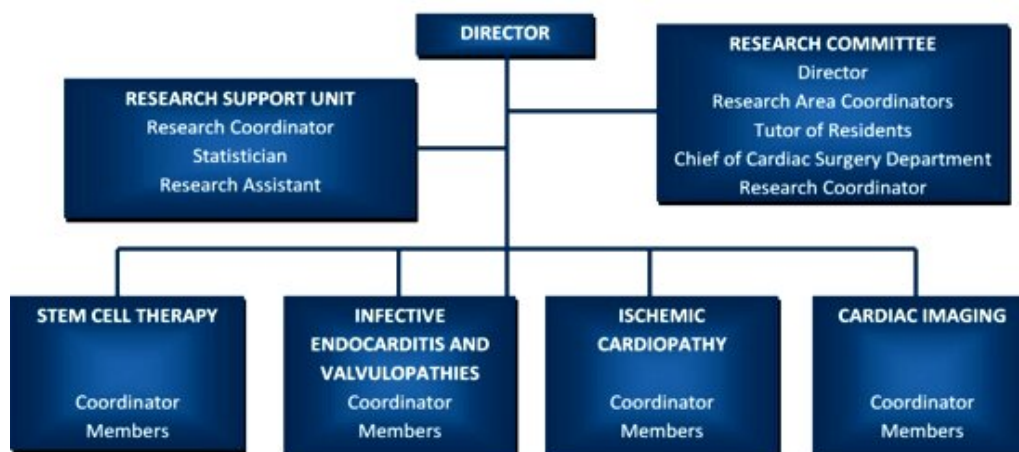 DIRECTOR
RESEARCH COMMITTEE
Director
Research Area Coordinators
Tutor of Residents
Chief of Cardiac Surgery Department
Research Coordinator
RESEARCH SUPPORT UNIT
Research Coordinator
Statistician
Research Assistant
STEM CELL THERAPY
Coordinator
Members
INFECTIVE
ENDOCARDITIS AND
VALVULOPATHIES
Coordinator
Members
ISCHEMIC
CARDIOPATHY
Coordinator
Members
CARDIAC IMAGING
Coordinator
Members